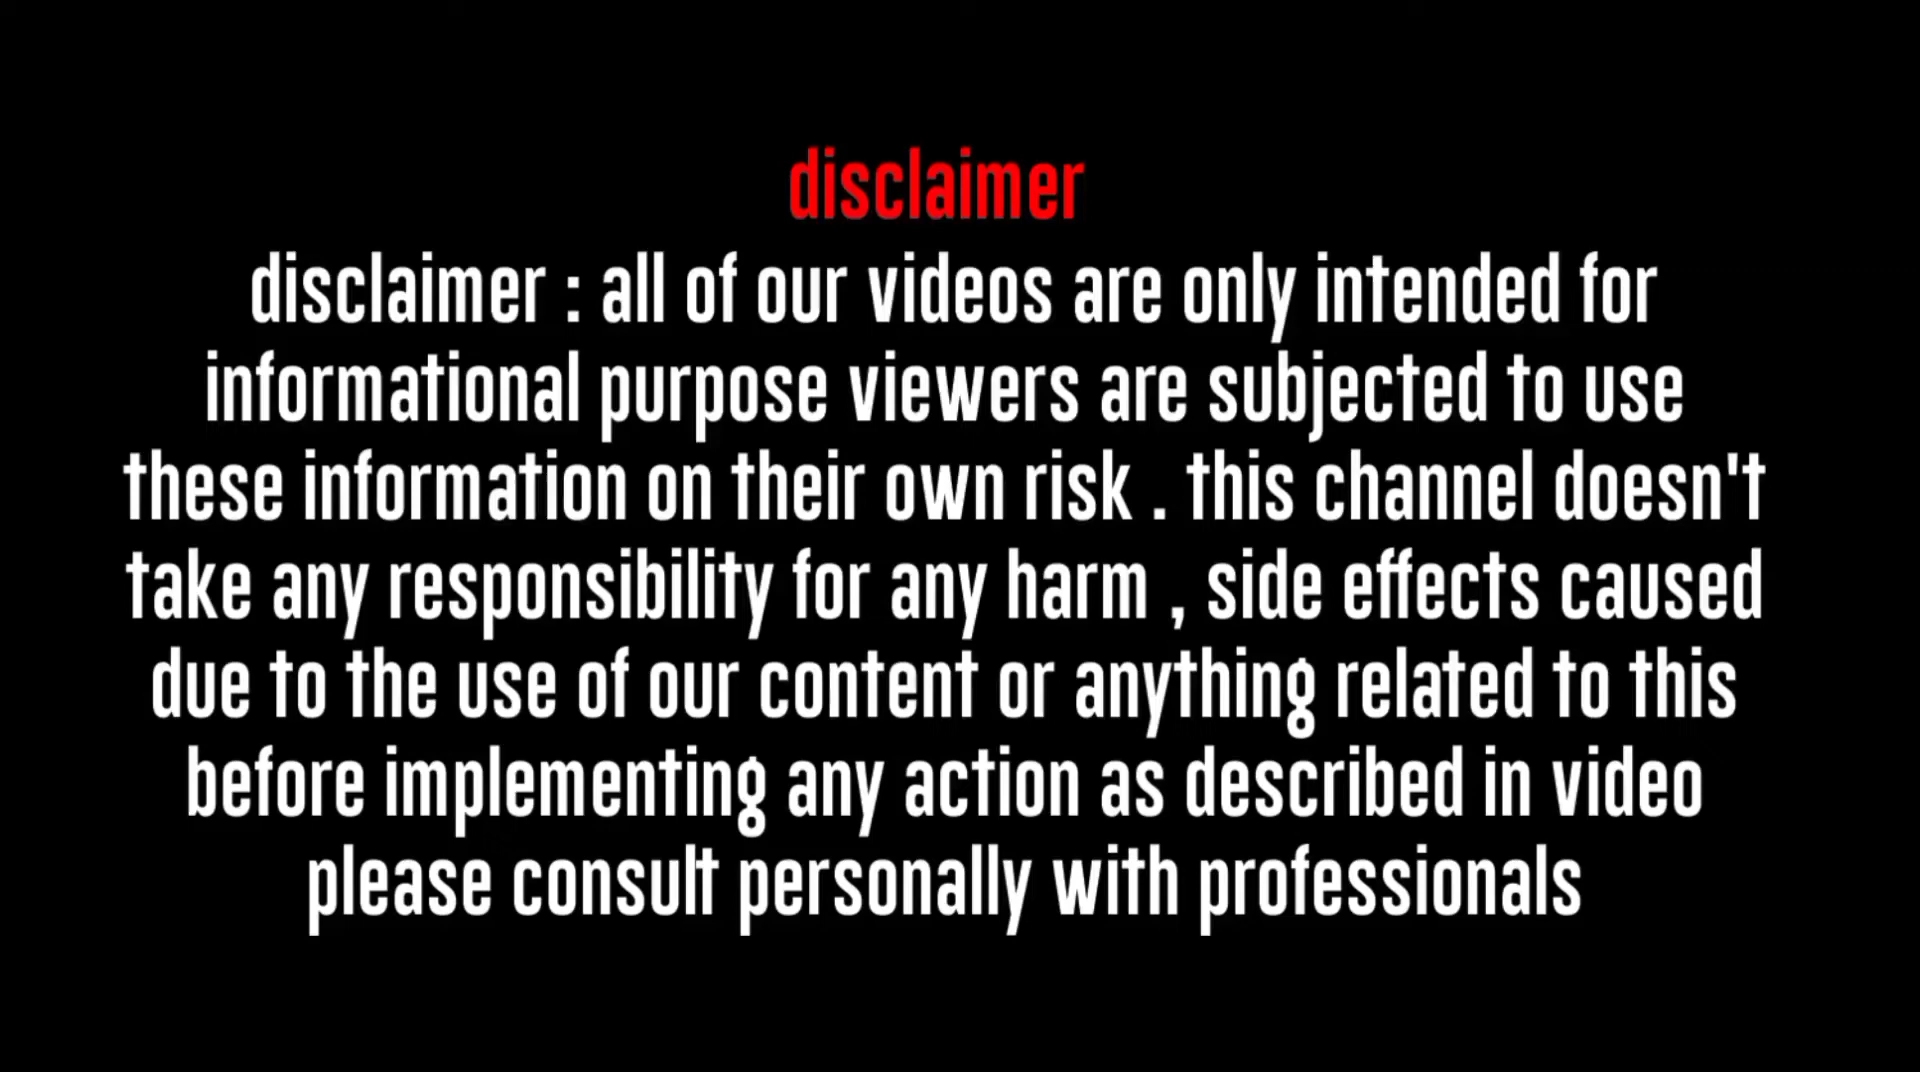 disclaimer
disclaimer : all of our videos are only intended for
informational purpose viewers are subjected to use
these information on their own risk . this channel doesn't
take any responsibility for any harm , side effects caused
due to the use of our content or anything related to this
before implementing any action as described in video
please consult personally with professionals